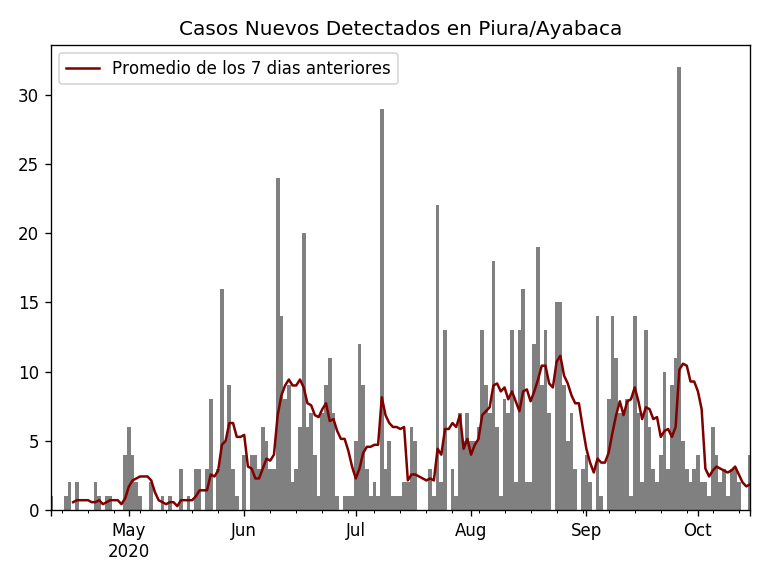 Casos Nuevos Detectados en Piura/Ayabaca
Promedio de los 7 dias anteriores
30
25
20
15
10
5
0
May
2020
Jun
Jul
Aug
Sep
Oct